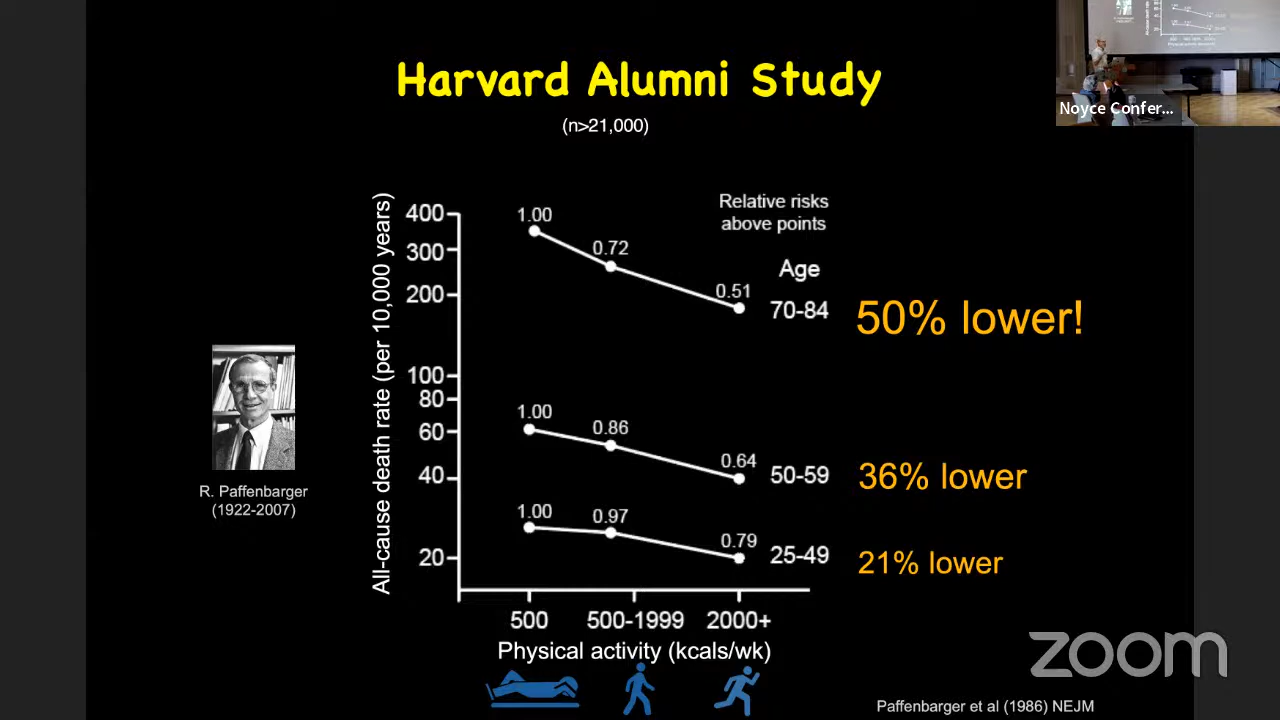 Harvard Alumni Study
(n>21,000)
Noyce Confer...
All-cause death rate (per 10,000 years)
400
300
200
100
80
60
40
20
Relative risks
above points
Age
1.00
0.72
0.51
70-84
50% lower!
1.00
0.86
0.64
50-59
36% lower
1.00
0.97
0.79
25-49
21% lower
R. Paffenbarger
(1922-2007)
500
500-1999
2000+
Physical activity (kcals/wk)
zoom
Paffenbarger et al (1986) NEJM